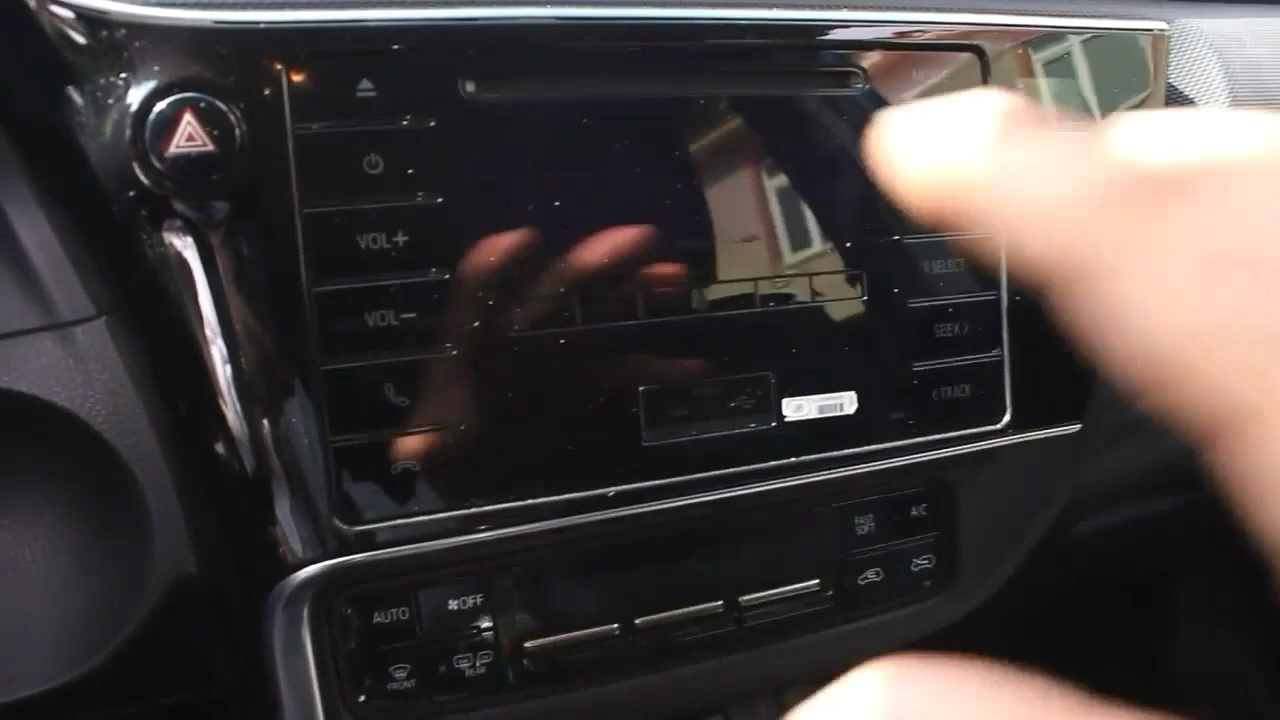 VOL+
VOL−
SELECT
SEEK >
< TRACK
FAST
SOFT
A/C
AUTO
OFF
FRONT
REAR